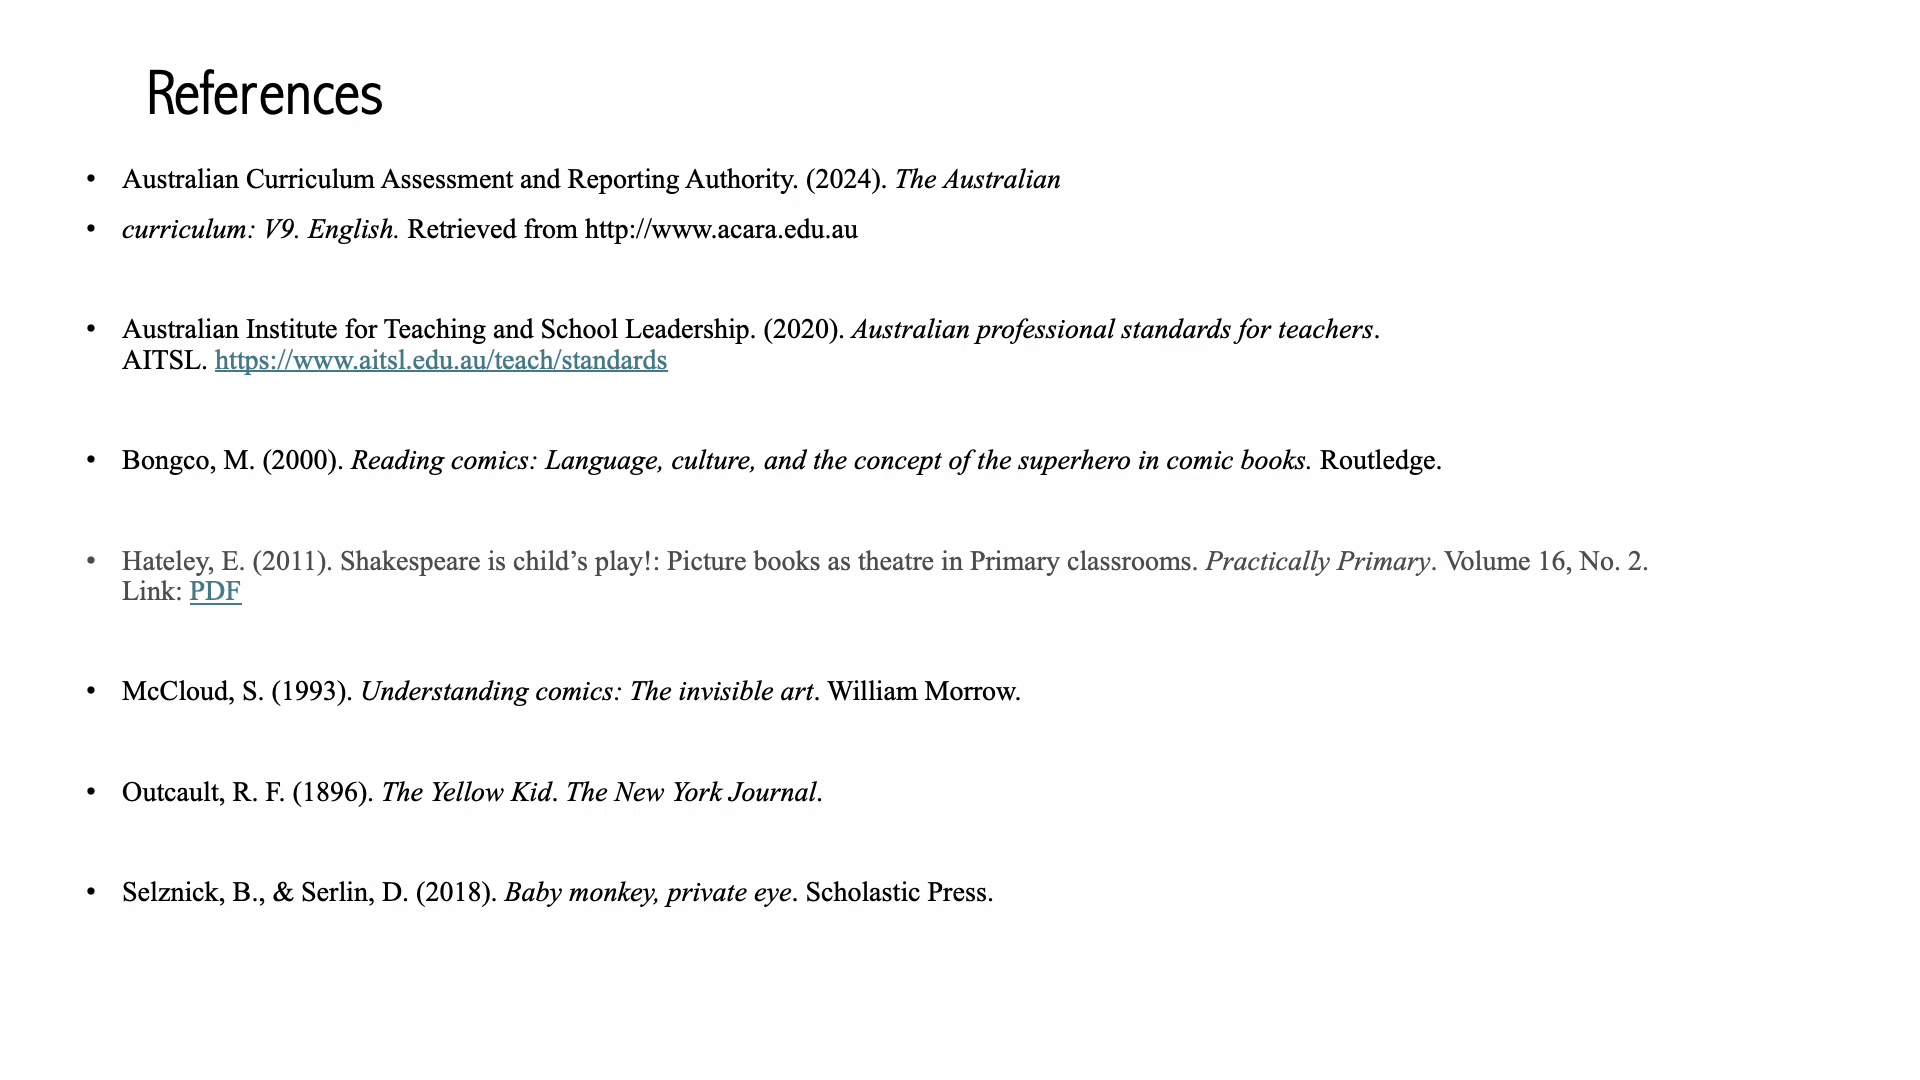 References
• Australian Curriculum Assessment and Reporting Authority. (2024). The Australian
• curriculum: V9. English. Retrieved from http://www.acara.edu.au
• Australian Institute for Teaching and School Leadership. (2020). Australian professional standards for teachers.
AITSL. https://www.aitsl.edu.au/teach/standards
• Bongco, M. (2000). Reading comics: Language, culture, and the concept of the superhero in comic books. Routledge.
• Hateley, E. (2011). Shakespeare is child’s play!: Picture books as theatre in Primary classrooms. Practically Primary. Volume 16, No. 2.
Link: PDF
• McCloud, S. (1993). Understanding comics: The invisible art. William Morrow.
• Outcault, R. F. (1896). The Yellow Kid. The New York Journal.
• Selznick, B., & Serlin, D. (2018). Baby monkey, private eye. Scholastic Press.